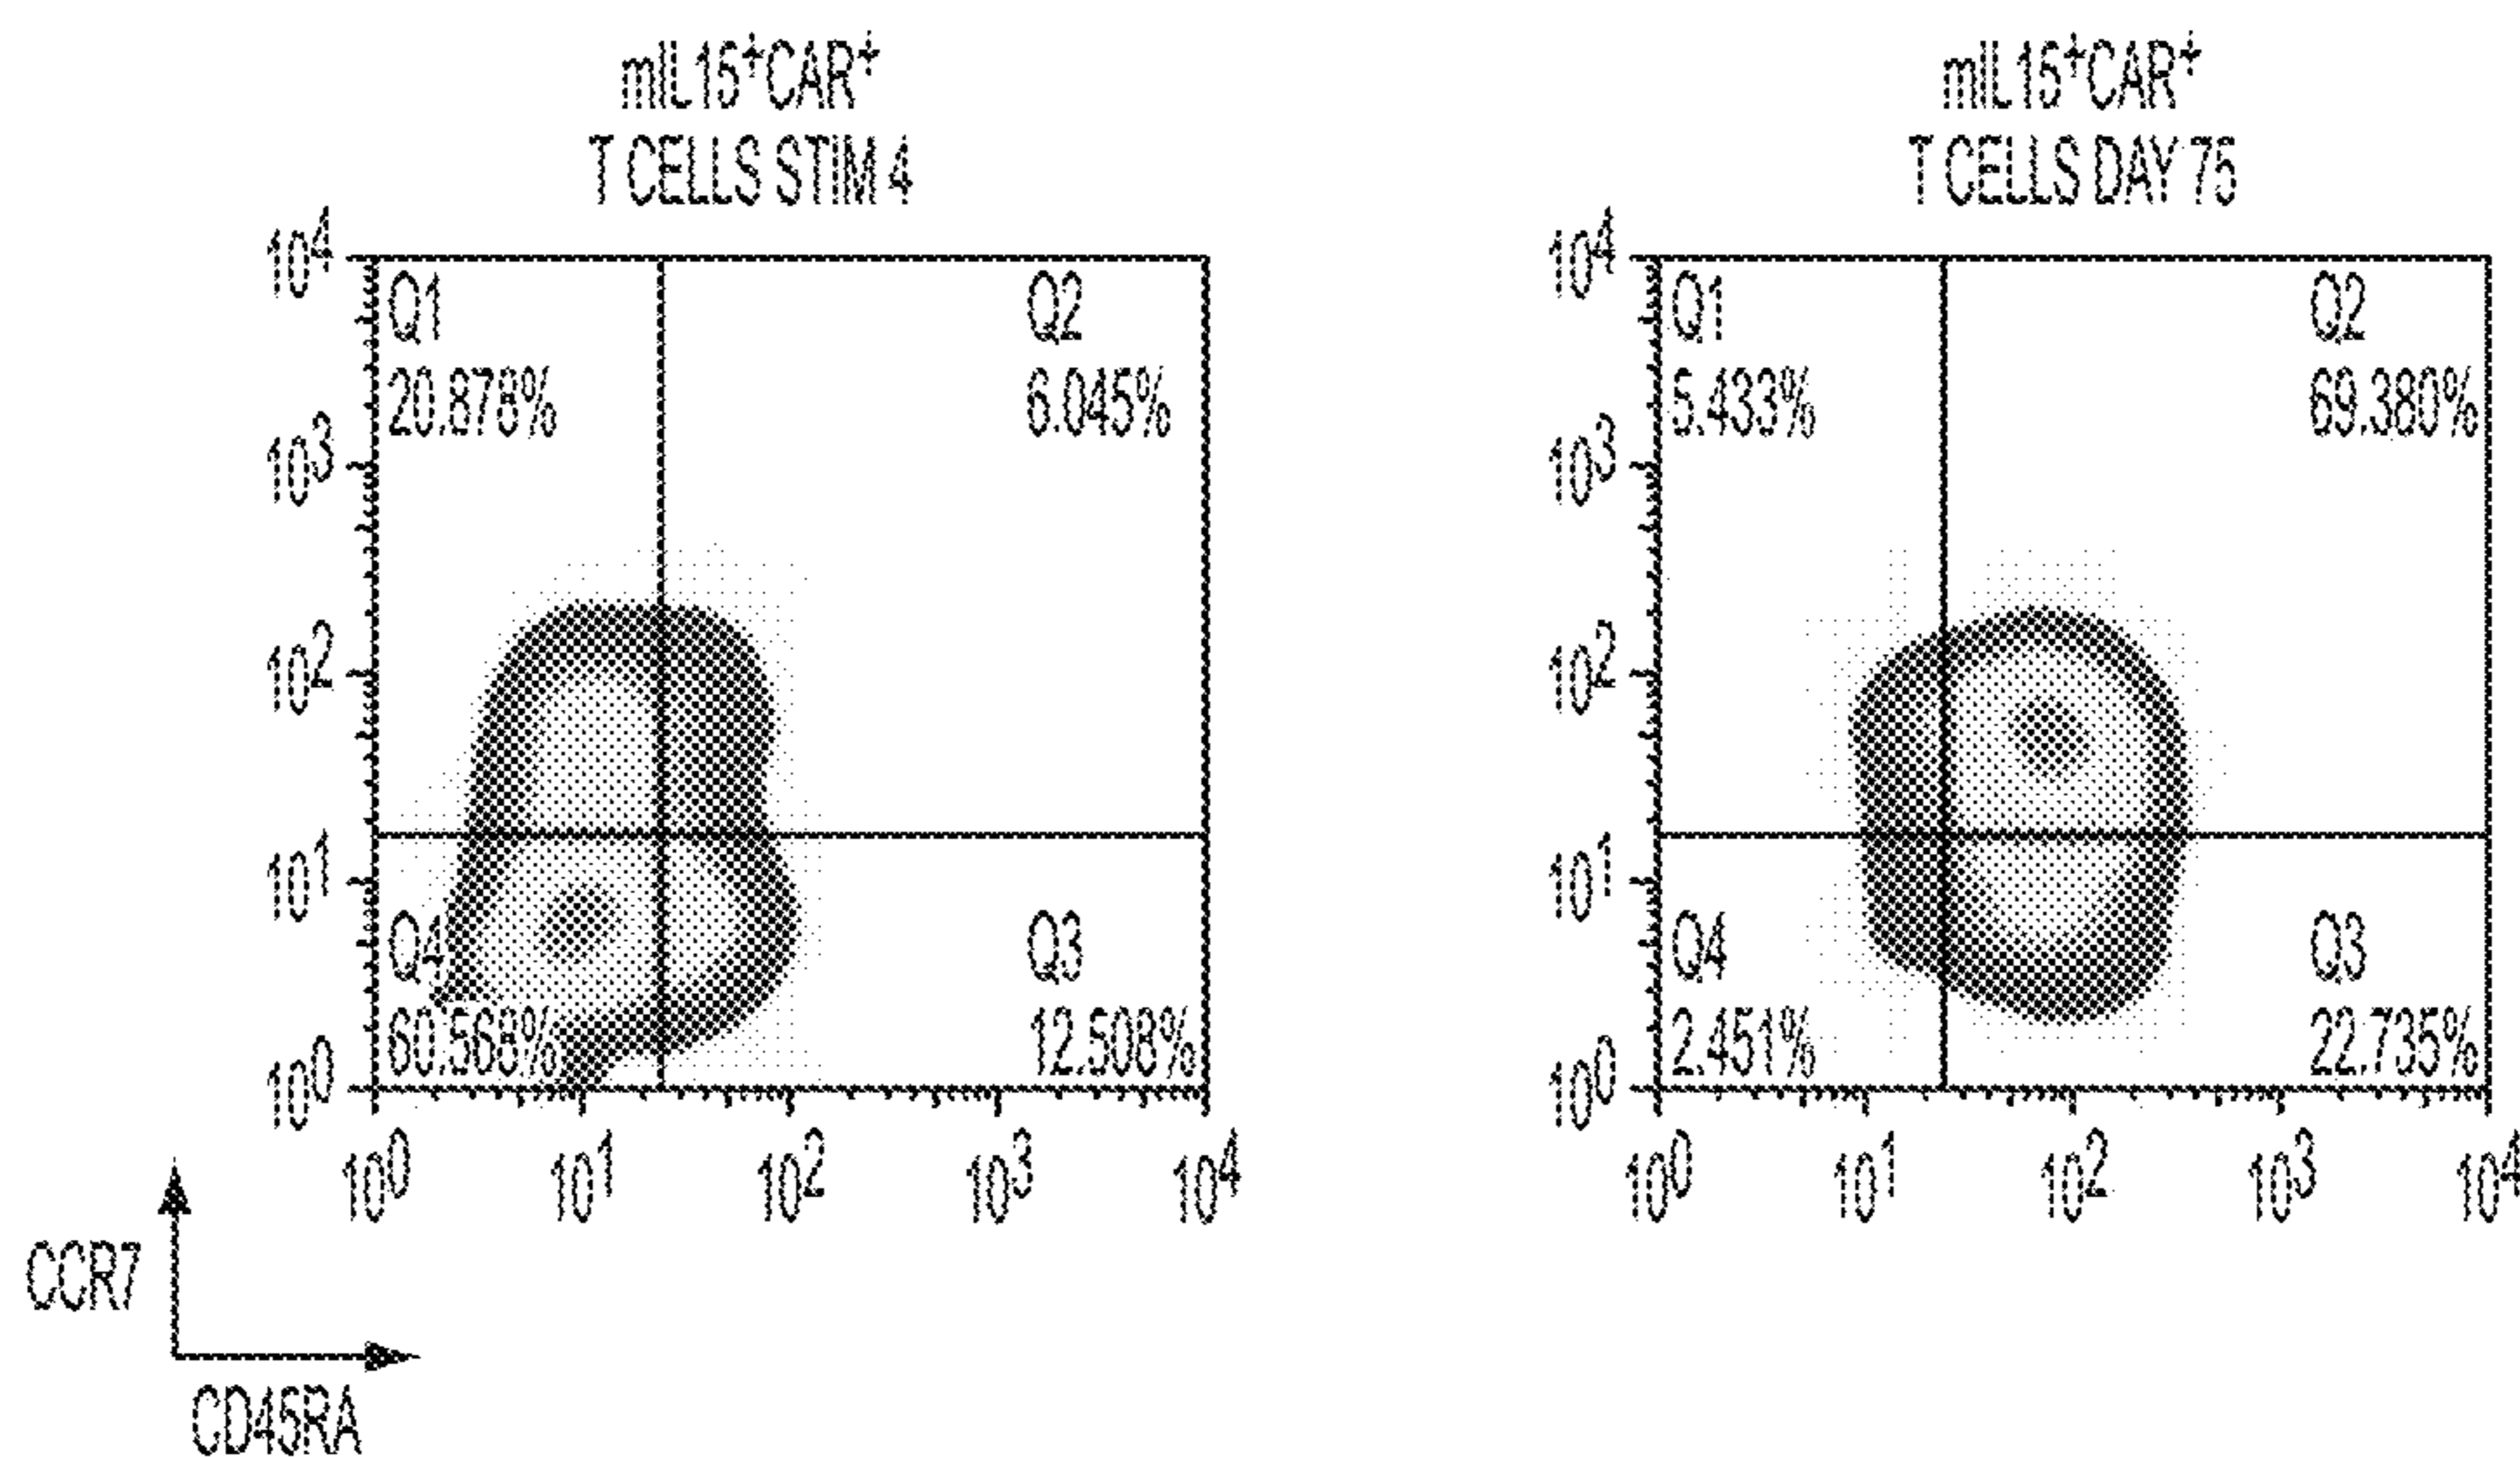 mIL15⁺CAR⁺
T CELLS STIM 4
10⁴
10³
10²
10¹
10⁰
Q1
20.878%
Q2
6.045%
Q4
60.568%
Q3
12.508%
10⁰ 10¹ 10² 10³ 10⁴
mIL15⁺CAR⁺
T CELLS DAY 75
10⁴
10³
10²
10¹
10⁰
Q1
5.433%
Q2
69.380%
Q4
2.451%
Q3
22.735%
10⁰ 10¹ 10² 10³ 10⁴
CCR7
CD45RA